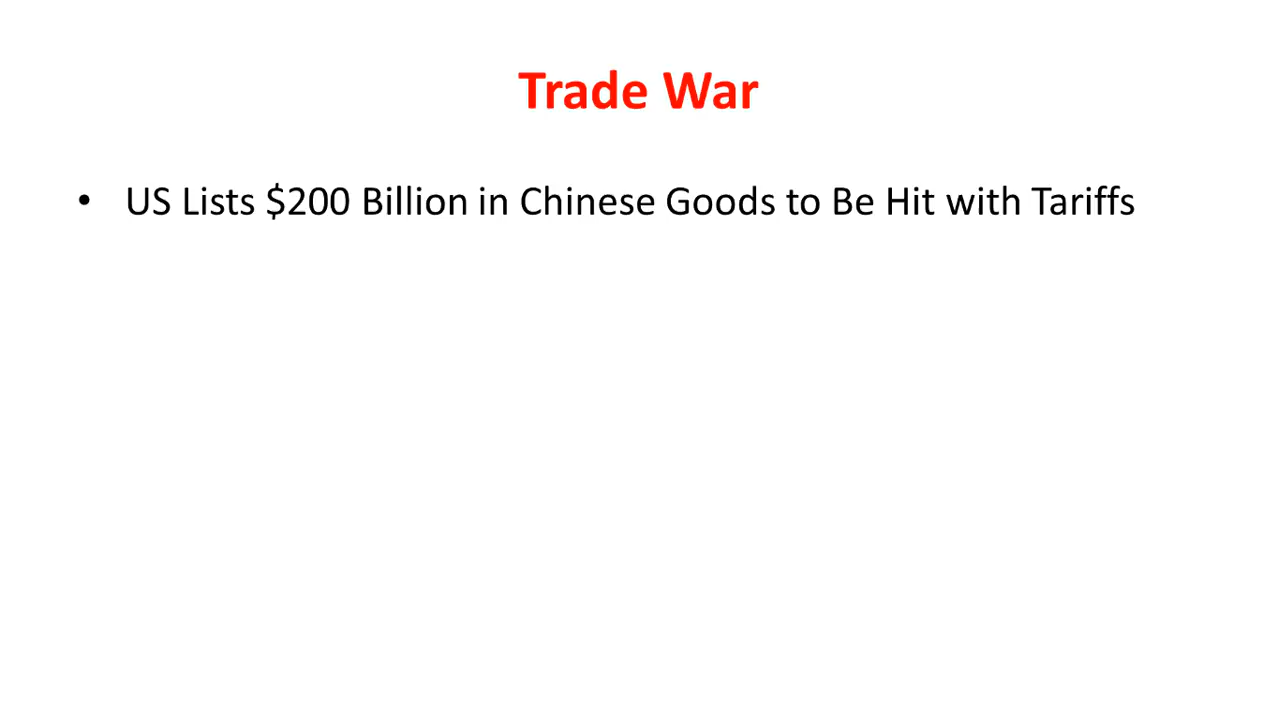 Trade War
• US Lists $200 Billion in Chinese Goods to Be Hit with Tariffs